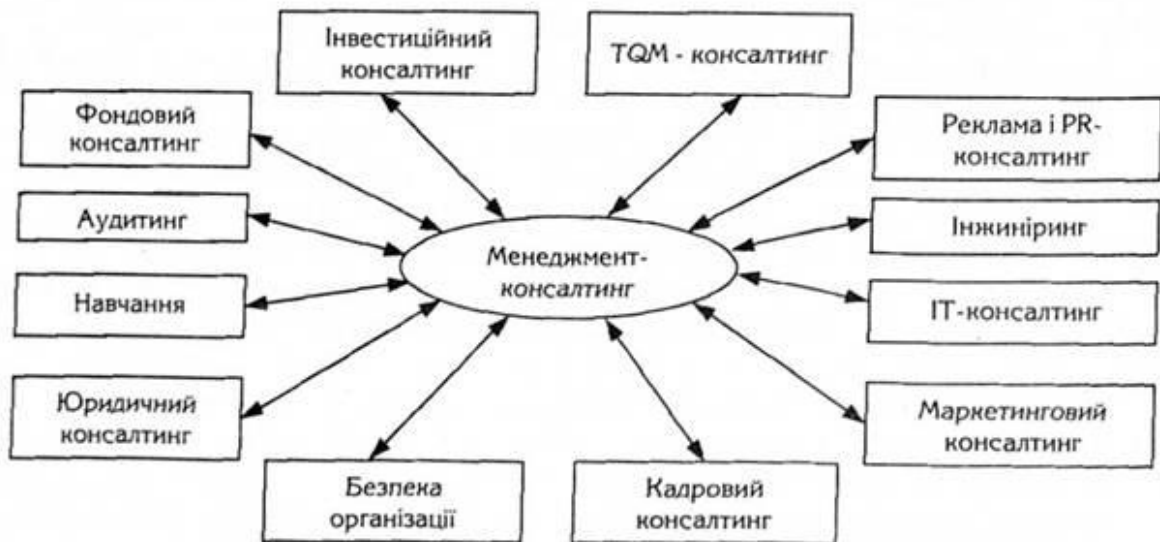 Інвестиційний
консалтинг
TQM - консалтинг
Фондовий
консалтинг
Реклама і PR-
консалтинг
Аудитинг
Інжиніринг
Менеджмент-
консалтинг
Навчання
ІТ-консалтинг
Юридичний
консалтинг
Маркетинговий
консалтинг
Безпека
організації
Кадровий
консалтинг